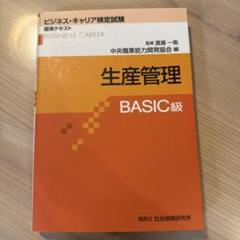 ビジネス・キャリア検定試験
標準テキスト
BUSINESS CAREER
監修 渡邉 一衛
中央職業能力開発協会 編
生産管理
BASIC級
発売元 社会保険研究所